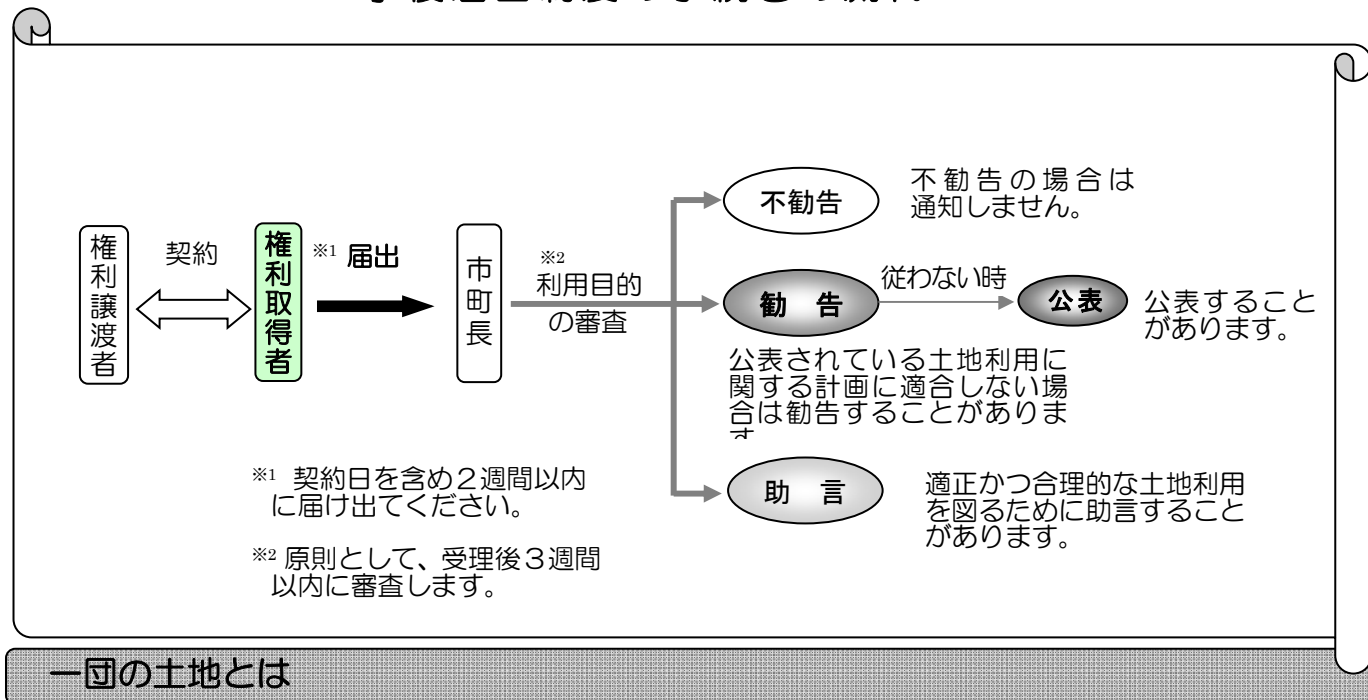 権利譲渡者
契約
権利取得者
※1 届出
市町長
※2
利用目的
の審査
不勧告
不勧告の場合は
通知しません。
勧 告
従わない時
公表
公表すること
があります。
公表されている土地利用に
関する計画に適合しない場
合は勧告することがありま
助 言
適正かつ合理的な土地利用
を図るために助言すること
があります。
※1 契約日を含め2週間以内
に届け出てください。
※2 原則として、受理後3週間
以内に審査します。
一団の土地とは